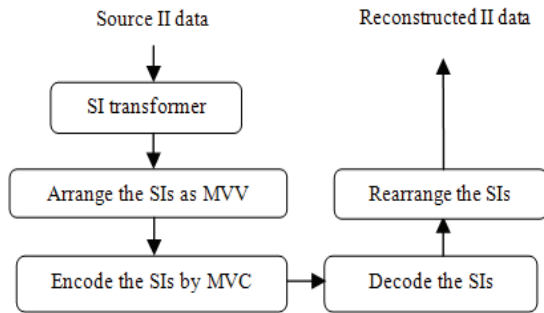 Source II data
Reconstructed II data
SI transformer
Arrange the SIs as MVV
Rearrange the SIs
Encode the SIs by MVC
Decode the SIs